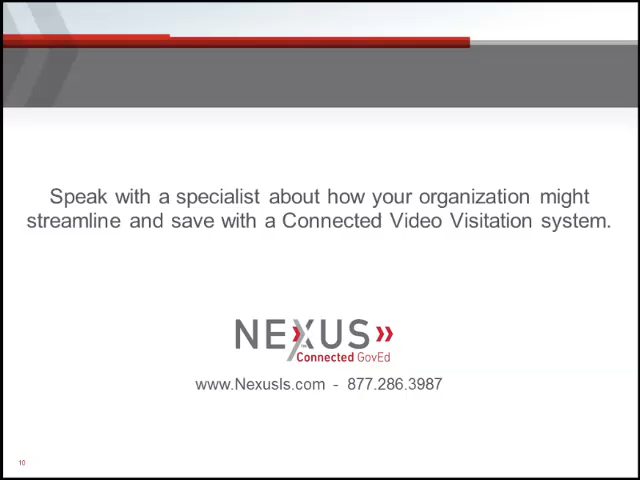 Speak with a specialist about how your organization might
streamline and save with a Connected Video Visitation system.
NEXUS
Connected GovEd
www.NexusIs.com - 877.286.3987
10